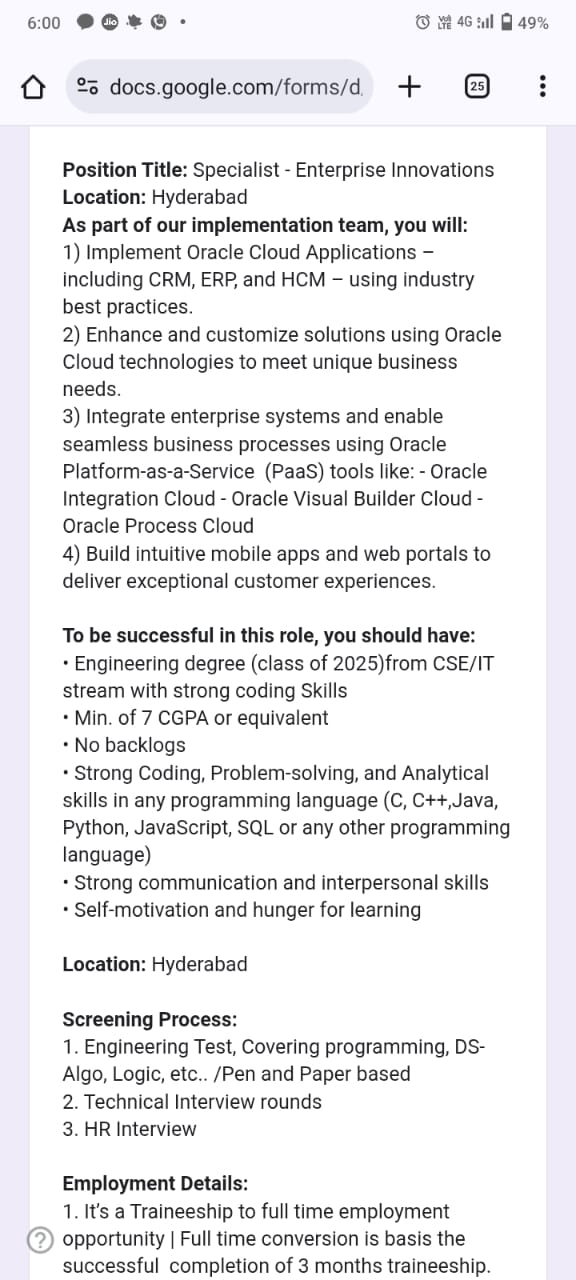 6:00
Jio
Vo) LTE 4G 49%
docs.google.com/forms/d.
25
Position Title: Specialist - Enterprise Innovations
Location: Hyderabad
As part of our implementation team, you will:
1) Implement Oracle Cloud Applications –
including CRM, ERP, and HCM – using industry
best practices.
2) Enhance and customize solutions using Oracle
Cloud technologies to meet unique business
needs.
3) Integrate enterprise systems and enable
seamless business processes using Oracle
Platform-as-a-Service (PaaS) tools like: - Oracle
Integration Cloud - Oracle Visual Builder Cloud -
Oracle Process Cloud
4) Build intuitive mobile apps and web portals to
deliver exceptional customer experiences.
To be successful in this role, you should have:
• Engineering degree (class of 2025)from CSE/IT
stream with strong coding Skills
• Min. of 7 CGPA or equivalent
• No backlogs
• Strong Coding, Problem-solving, and Analytical
skills in any programming language (C, C++,Java,
Python, JavaScript, SQL or any other programming
language)
• Strong communication and interpersonal skills
• Self-motivation and hunger for learning
Location: Hyderabad
Screening Process:
1. Engineering Test, Covering programming, DS-
Algo, Logic, etc.. /Pen and Paper based
2. Technical Interview rounds
3. HR Interview
Employment Details:
1. It's a Traineeship to full time employment
opportunity | Full time conversion is basis the
successful completion of 3 months traineeship.